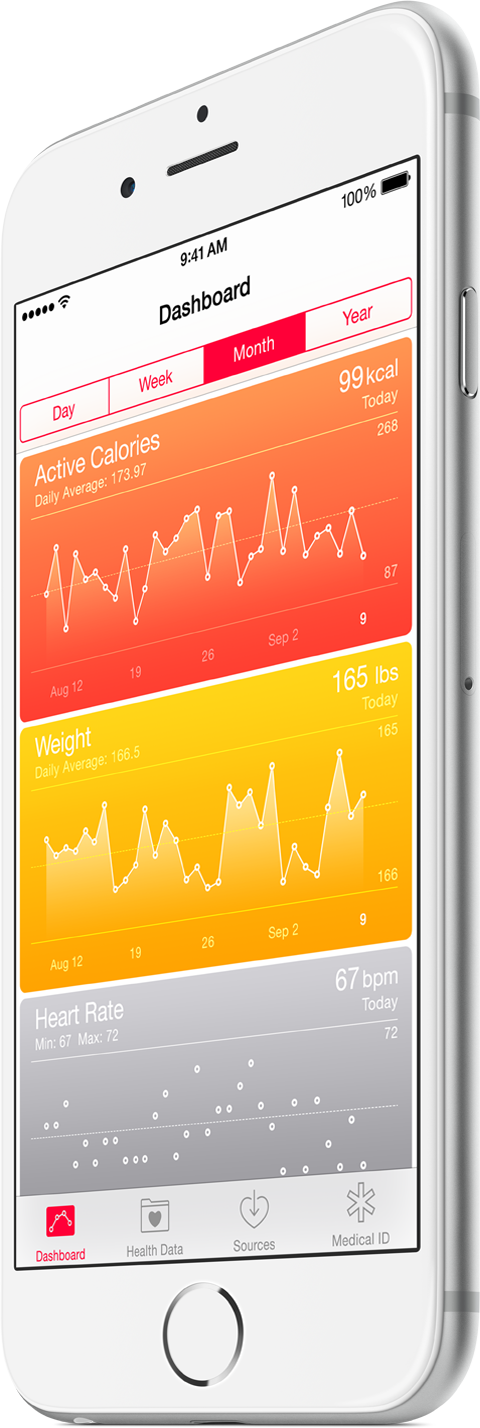 100%
9:41 AM
Dashboard
Day Week Month Year
Active Calories 99 kcal
Daily Average: 173.97 Today
268
87
Aug 12 19 26 Sep 2 9
Weight 165 lbs
Daily Average: 166.5 Today
165
166
Aug 12 19 26 Sep 2 9
Heart Rate 67 bpm
Min: 67 Max: 72 Today
72
Dashboard Health Data Sources Medical ID